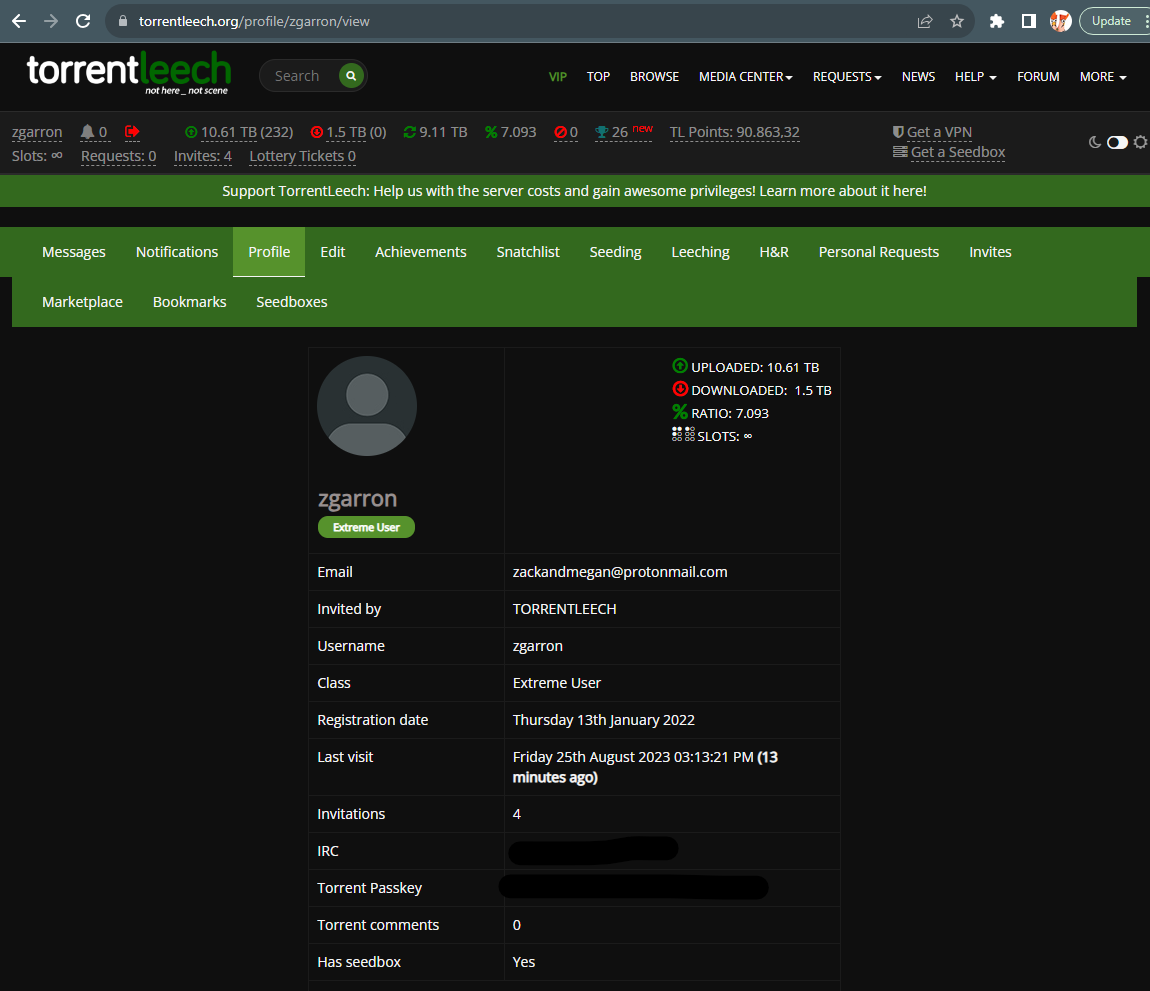 torrentleech.org/profile/zgarron/view
Update
torrentleech
not here _ not scene
Search
VIP TOP BROWSE MEDIA CENTER REQUESTS NEWS HELP FORUM MORE
zgarron 0 10.61 TB (232) 1.5 TB (0) 9.11 TB 7.093 0 26 new TL Points: 90.863,32 Get a VPN
Slots: ∞ Requests: 0 Invites: 4 Lottery Tickets 0 Get a Seedbox
Support TorrentLeech: Help us with the server costs and gain awesome privileges! Learn more about it here!
Messages Notifications Profile Edit Achievements Snatchlist Seeding Leeching H&R Personal Requests Invites
Marketplace Bookmarks Seedboxes
UPLOADED: 10.61 TB
DOWNLOADED: 1.5 TB
RATIO: 7.093
SLOTS: ∞
zgarron
Extreme User
Email zackandmegan@protonmail.com
Invited by TORRENTLEECH
Username zgarron
Class Extreme User
Registration date Thursday 13th January 2022
Last visit Friday 25th August 2023 03:13:21 PM (13
minutes ago)
Invitations 4
IRC
Torrent Passkey
Torrent comments 0
Has seedbox Yes